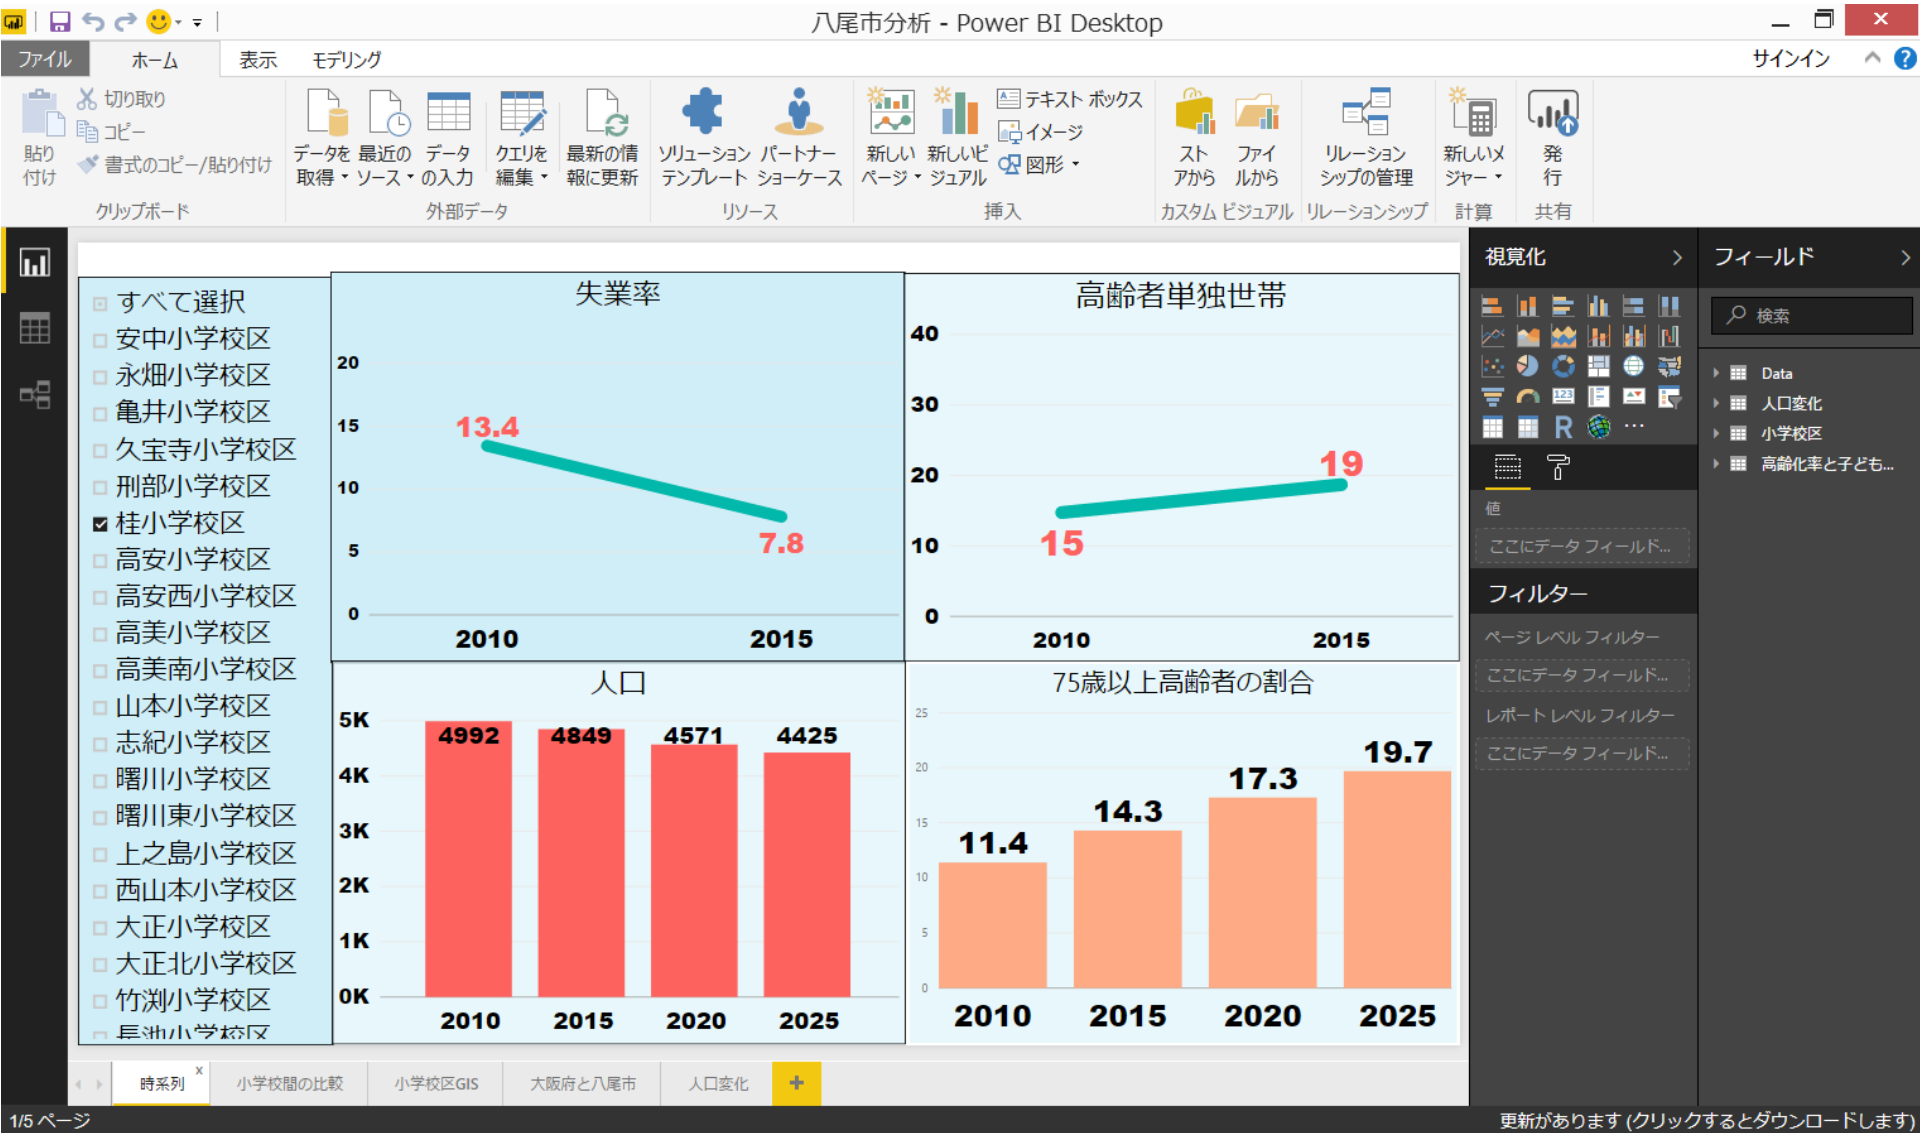 八尾市分析 - Power BI Desktop
ファイル ホーム 表示 モデリング サインイン
貼り付け
切り取り
コピー
書式のコピー/貼り付け
クリップボード
データを取得
最近のソース
データの入力
クエリを編集
最新の情報に更新
外部データ
ソリューション テンプレート
パートナー ショーケース
リソース
新しいページ
新しいビジュアル
テキスト ボックス
イメージ
図形
挿入
ストアから
ファイルから
カスタム ビジュアル
リレーションシップの管理
リレーションシップ
新しいメジャー
計算
発行
共有
すべて選択
安中小学校区
永畑小学校区
亀井小学校区
久宝寺小学校区
刑部小学校区
桂小学校区
高安小学校区
高安西小学校区
高美小学校区
高美南小学校区
山本小学校区
志紀小学校区
曙川小学校区
曙川東小学校区
上之島小学校区
西山本小学校区
大正小学校区
大正北小学校区
竹渕小学校区
長池小学校区
失業率
20
15
10
5
0
13.4
7.8
2010 2015
高齢者単独世帯
40
30
20
10
0
15
19
2010 2015
人口
5K
4K
3K
2K
1K
0K
4992 4849 4571 4425
2010 2015 2020 2025
75歳以上高齢者の割合
25
20
15
10
5
0
11.4 14.3 17.3 19.7
2010 2015 2020 2025
視覚化
123
R
値
ここにデータ フィールド...
フィルター
ページ レベル フィルター
ここにデータ フィールド...
レポート レベル フィルター
ここにデータ フィールド...
フィールド
検索
Data
人口変化
小学校区
高齢化率と子ども...
時系列 x 小学校間の比較 小学校区GIS 大阪府と八尾市 人口変化 +
1/5 ページ
更新があります (クリックするとダウンロードします)